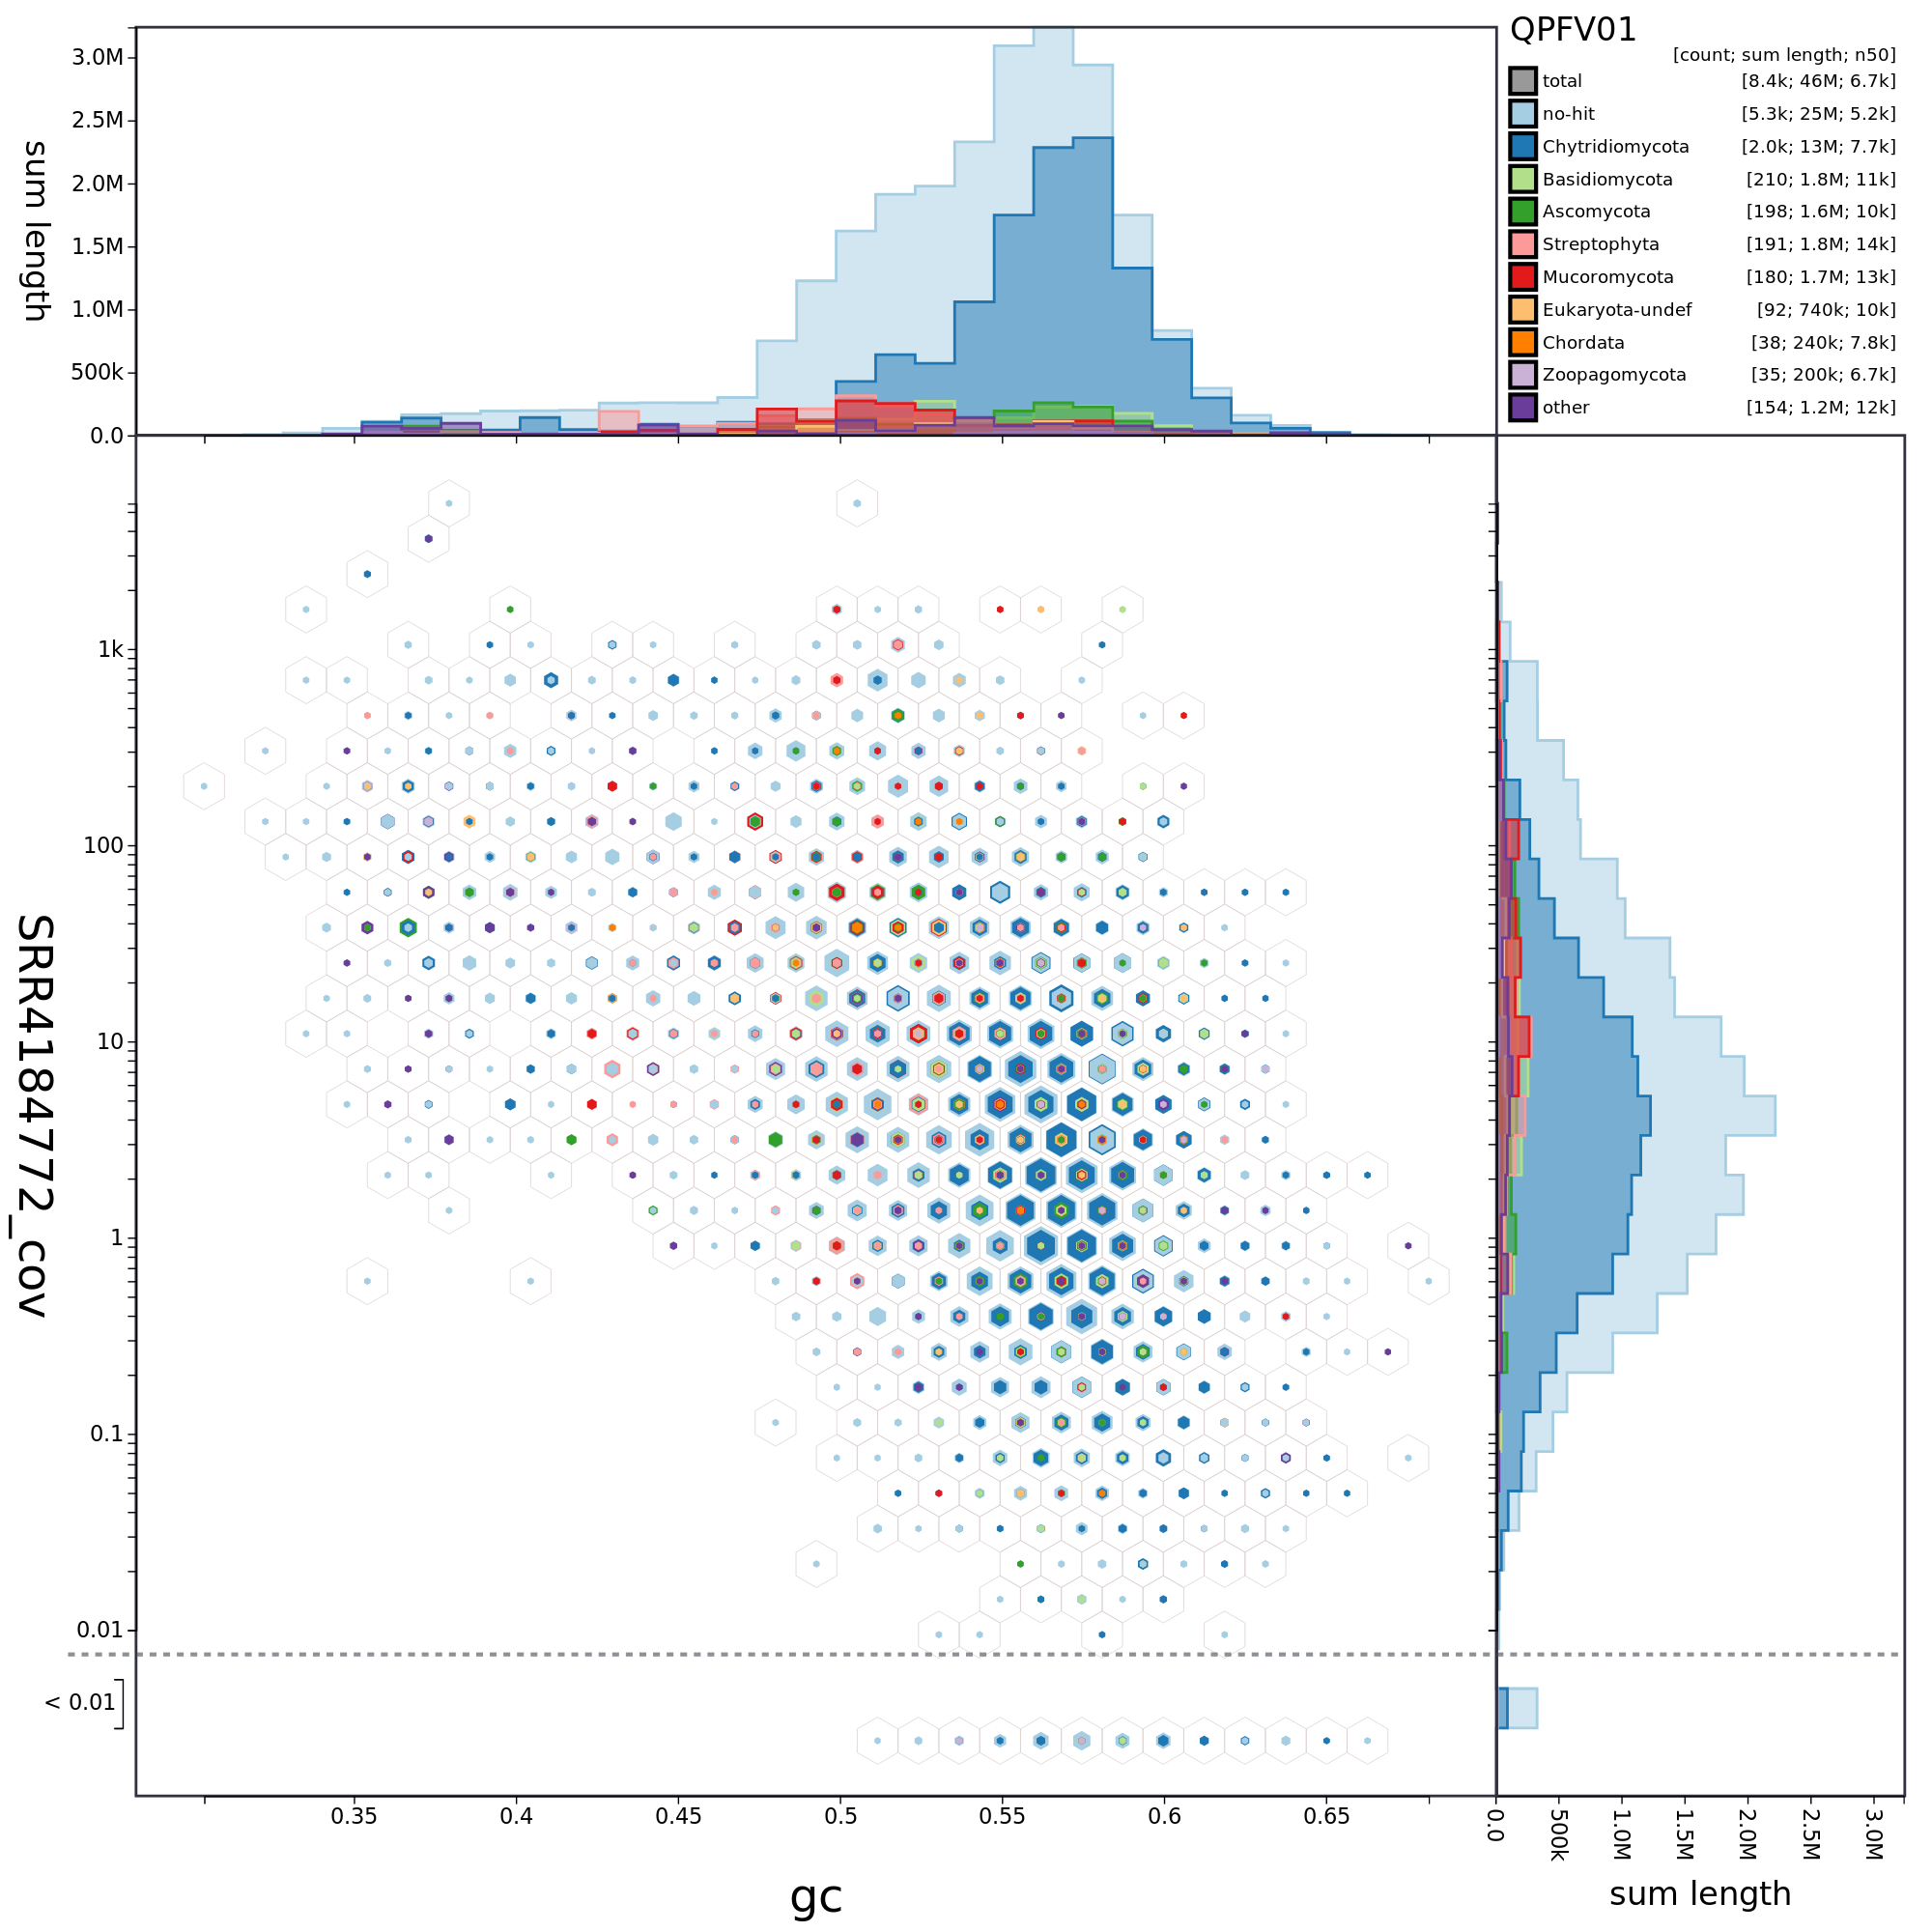 QPFV01
[count; sum length; n50]
total [8.4k; 46M; 6.7k]
no-hit [5.3k; 25M; 5.2k]
Chytridiomycota [2.0k; 13M; 7.7k]
Basidiomycota [210; 1.8M; 11k]
Ascomycota [198; 1.6M; 10k]
Streptophyta [191; 1.8M; 14k]
Mucoromycota [180; 1.7M; 13k]
Eukaryota-undef [92; 740k; 10k]
Chordata [38; 240k; 7.8k]
Zoopagomycota [35; 200k; 6.7k]
other [154; 1.2M; 12k]
sum length
3.0M
2.5M
2.0M
1.5M
1.0M
500k
0.0
SRR4184772_cov
1k
100
10
1
0.1
0.01
< 0.01
0.35 0.4 0.45 0.5 0.55 0.6 0.65
gc
0.0 500k 1.0M 1.5M 2.0M 2.5M 3.0M
sum length